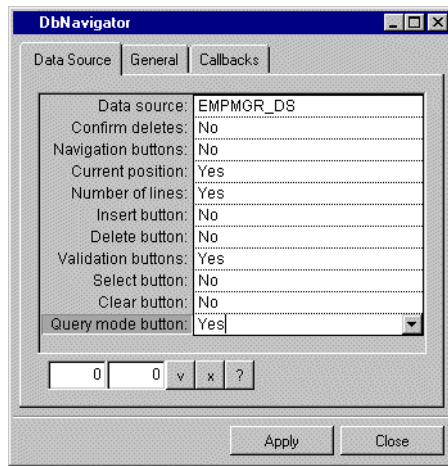 DbNavigator
Data Source General Callbacks
Data source: EMPMGR_DS
Confirm deletes: No
Navigation buttons: No
Current position: Yes
Number of lines: Yes
Insert button: No
Delete button: No
Validation buttons: Yes
Select button: No
Clear button: No
Query mode button: Yes
0 0 v x ?
Apply Close